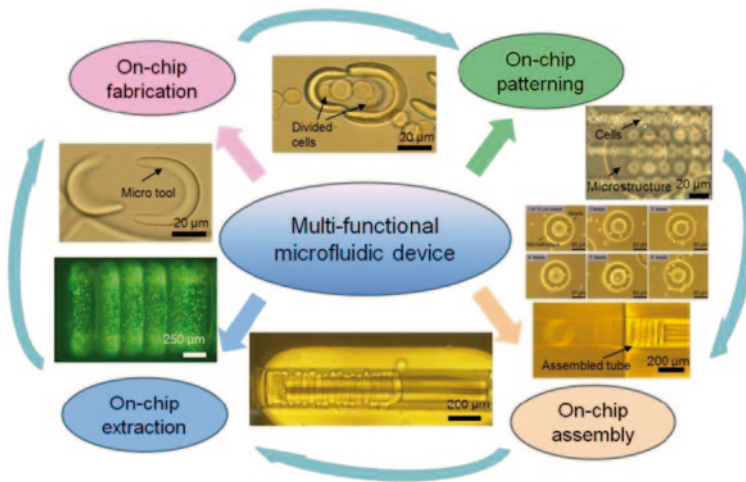 On-chip
fabrication
On-chip
patterning
Divided
cells
20 μm
Cells
Microstructure
20 μm
Micro tool
20 μm
Multi-functional
microfluidic device
250 μm
Assembled tube
200 μm
200 μm
On-chip
extraction
On-chip
assembly